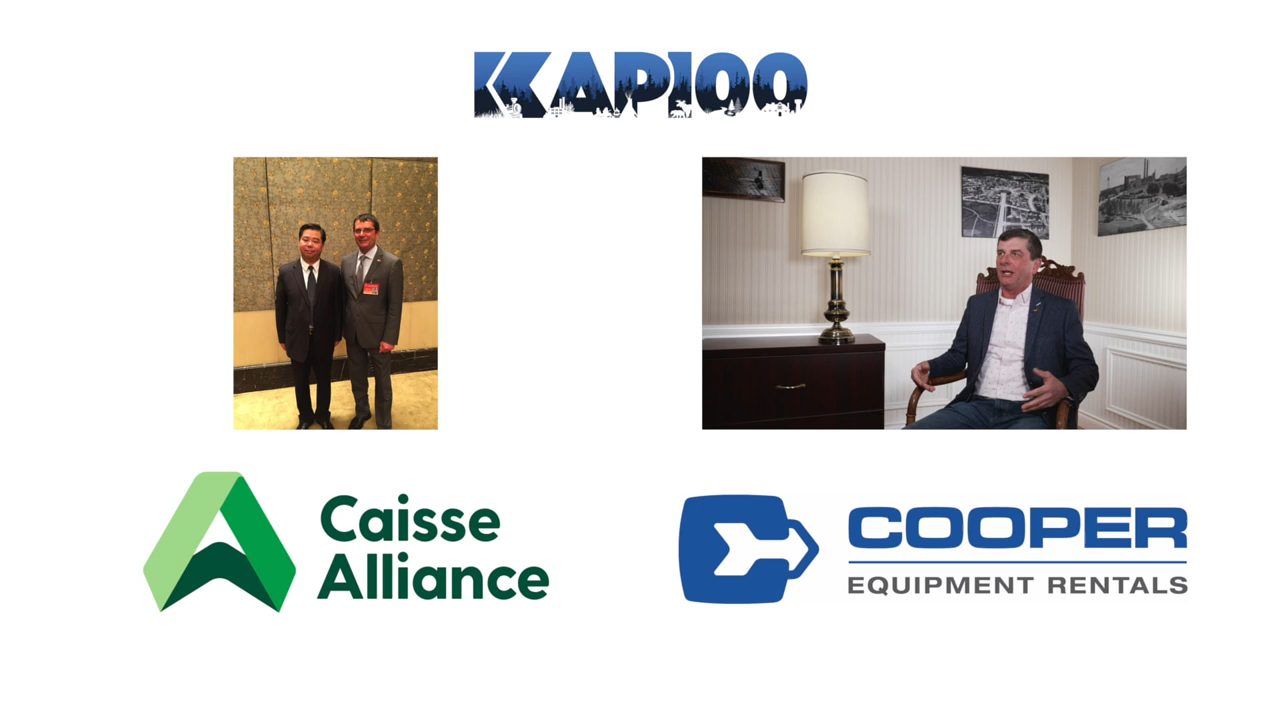 KAP100
Caisse
Alliance
COOPER
EQUIPMENT RENTALS